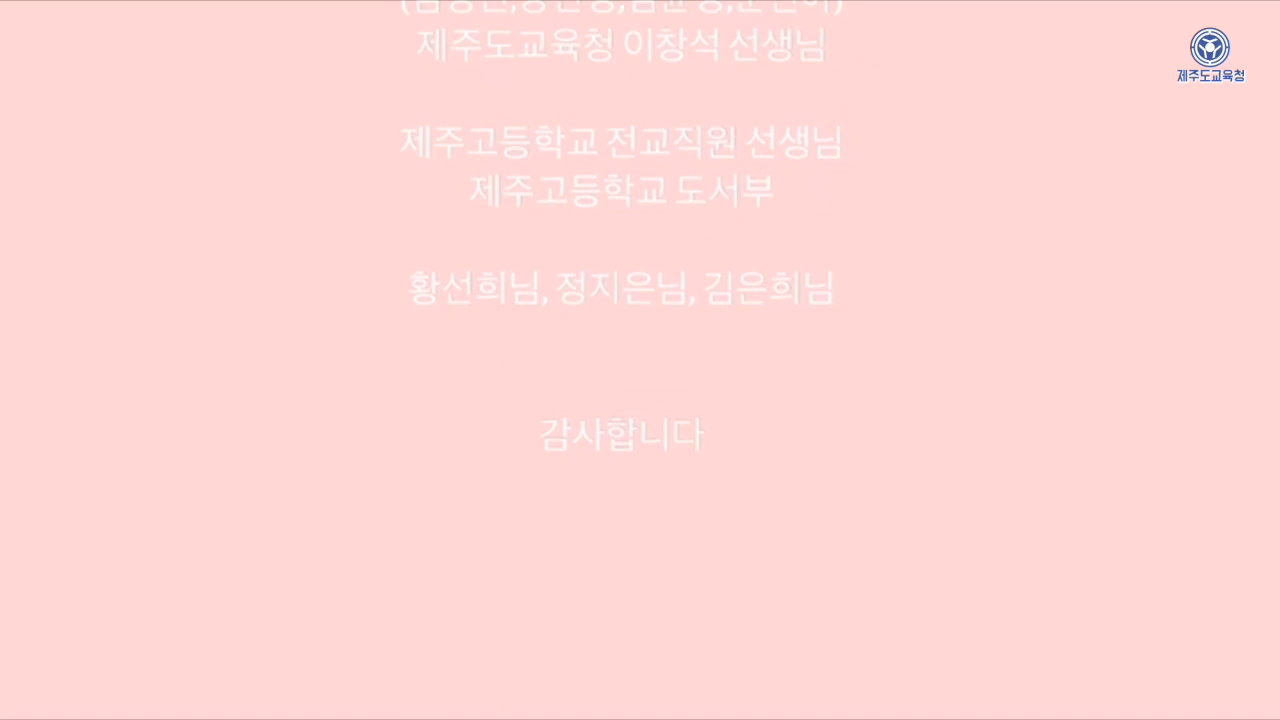 제주도교육청 이창석 선생님
제주도교육청
제주고등학교 전교직원 선생님
제주고등학교 도서부
황선희님, 정지은님, 김은희님
감사합니다